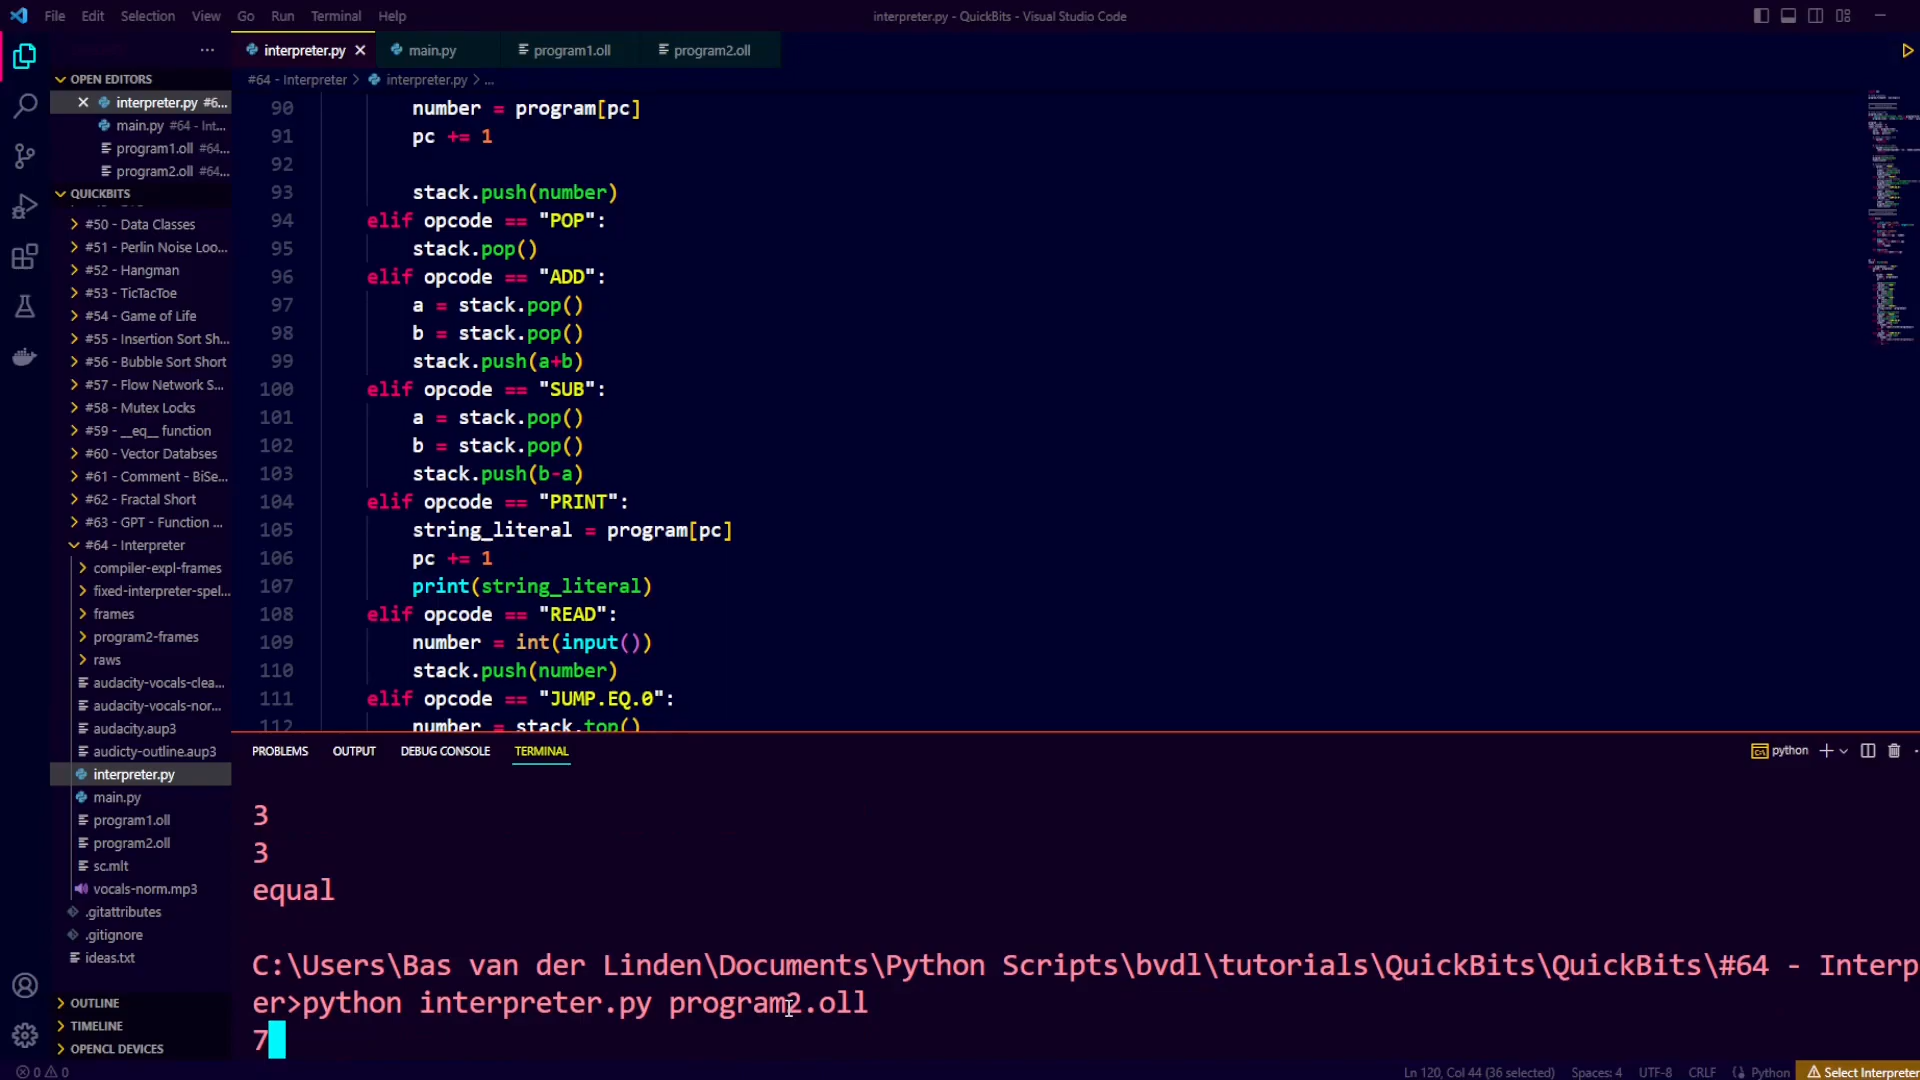 File Edit Selection View Go Run Terminal Help
interpreter.py - QuickBits - Visual Studio Code
interpreter.py
main.py
program1.oll
program2.oll
#64 - Interpreter > interpreter.py > ...
OPEN EDITORS
interpreter.py #6...
main.py #64 - Int...
program1.oll #64...
program2.oll #64...
QUICKBITS
#50 - Data Classes
#51 - Perlin Noise Loo...
#52 - Hangman
#53 - TicTacToe
#54 - Game of Life
#55 - Insertion Sort Sh...
#56 - Bubble Sort Short
#57 - Flow Network S...
#58 - Mutex Locks
#59 - __eq__ function
#60 - Vector Databses
#61 - Comment - BiSe...
#62 - Fractal Short
#63 - GPT - Function ...
#64 - Interpreter
compiler-expl-frames
fixed-interpreter-spel...
frames
program2-frames
raws
audacity-vocals-clea...
audacity-vocals-nor...
audacity.aup3
audicty-outline.aup3
interpreter.py
main.py
program1.oll
program2.oll
sc.mlt
vocals-norm.mp3
.gitattributes
.gitignore
ideas.txt
OUTLINE
TIMELINE
OPENCL DEVICES
90 number = program[pc]
91 pc += 1
92
93 stack.push(number)
94 elif opcode == "POP":
95 stack.pop()
96 elif opcode == "ADD":
97 a = stack.pop()
98 b = stack.pop()
99 stack.push(a+b)
100 elif opcode == "SUB":
101 a = stack.pop()
102 b = stack.pop()
103 stack.push(b-a)
104 elif opcode == "PRINT":
105 string_literal = program[pc]
106 pc += 1
107 print(string_literal)
108 elif opcode == "READ":
109 number = int(input())
110 stack.push(number)
111 elif opcode == "JUMP.EQ.0":
112 number = stack.top()
PROBLEMS OUTPUT DEBUG CONSOLE TERMINAL
python
3
3
equal
C:\Users\Bas van der Linden\Documents\Python Scripts\bvdl\tutorials\QuickBits\QuickBits\#64 - Interp
er>python interpreter.py program2.oll
7
0 0
Ln 120, Col 44 (36 selected) Spaces: 4 UTF-8 CRLF Python Select Interpreter